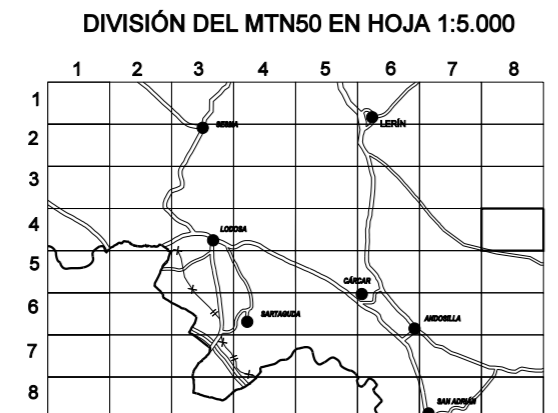 DIVISIÓN DEL MTN50 EN HOJA 1:5.000
1 2 3 4 5 6 7 8
1
LERÍN
2
SESMA
3
4
LODOSA
5
CÁRCAR
6
SARTAGUDA
ANDOSILLA
7
8
SAN ADRIÁN